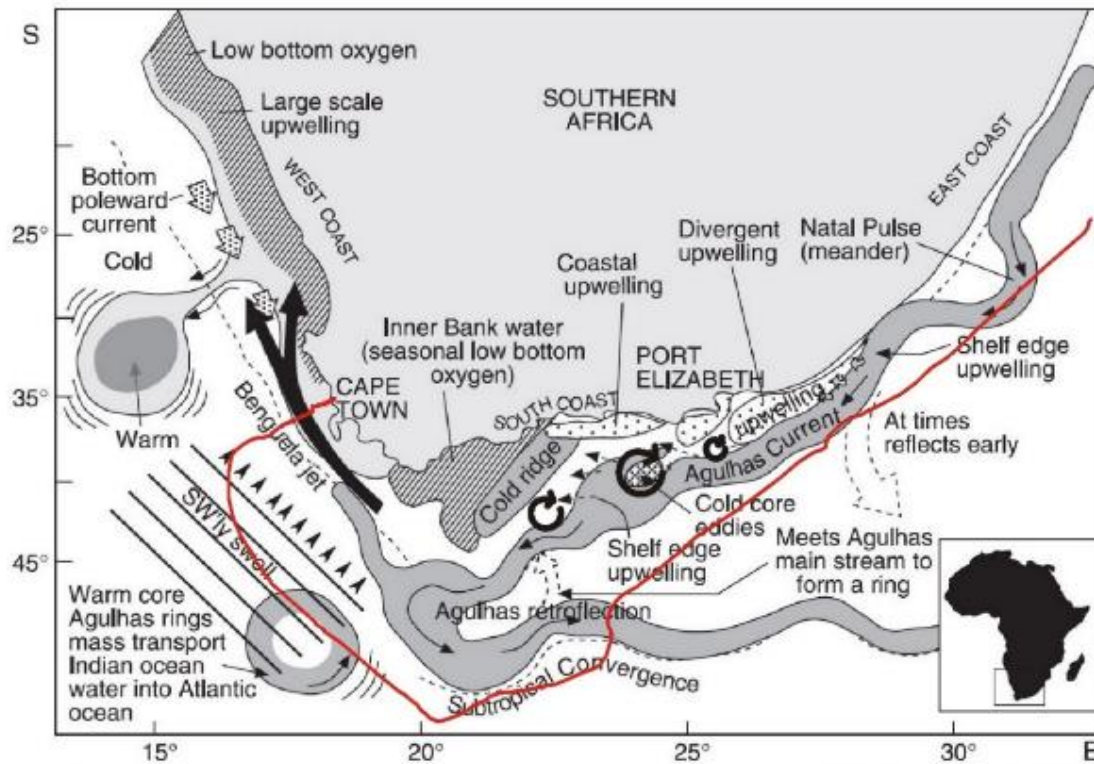 S
Low bottom oxygen
Large scale
upwelling
SOUTHERN
AFRICA
WEST COAST
EAST COAST
Bottom
poleward
current
Cold
25°
Divergent
upwelling
Natal Pulse
(meander)
Coastal
upwelling
Inner Bank water
(seasonal low bottom
oxygen)
PORT
ELIZABETH
Shelf edge
upwelling
35°
CAPE
TOWN
SOUTH COAST
upwelling
At times
reflects early
Warm
Benguela jet
Cold ridge
Agulhas Current
Cold core
eddies
SW'ly swell
Shelf edge
upwelling
Meets Agulhas
main stream to
form a ring
45°
Warm core
Agulhas rings
mass transport
Indian ocean
water into Atlantic
ocean
Agulhas retroflection
Subtropisal Convergence
15°
20°
25°
30°
E